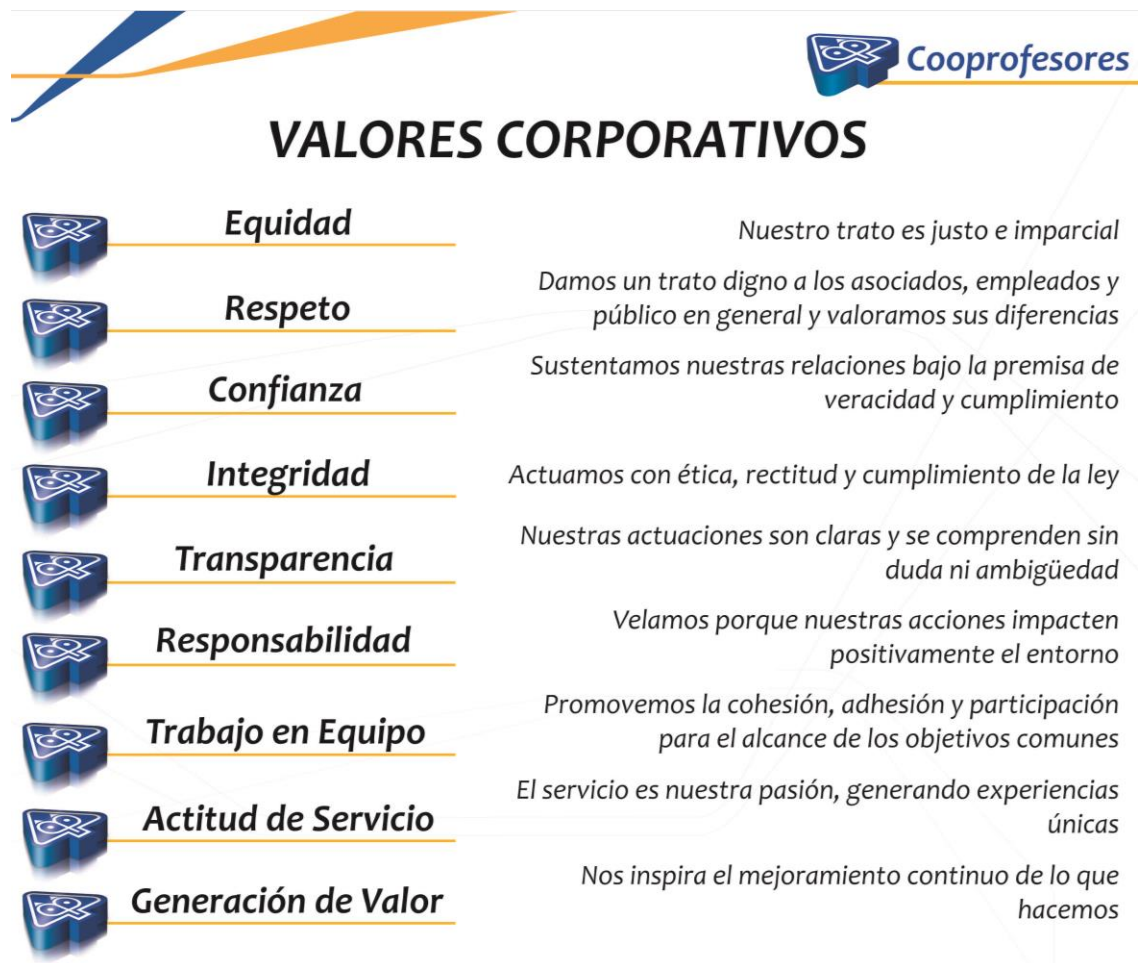 Cooprofesores
VALORES CORPORATIVOS
Equidad
Nuestro trato es justo e imparcial
Respeto
Damos un trato digno a los asociados, empleados y
público en general y valoramos sus diferencias
Confianza
Sustentamos nuestras relaciones bajo la premisa de
veracidad y cumplimiento
Integridad
Actuamos con ética, rectitud y cumplimiento de la ley
Transparencia
Nuestras actuaciones son claras y se comprenden sin
duda ni ambigüedad
Responsabilidad
Velamos porque nuestras acciones impacten
positivamente el entorno
Trabajo en Equipo
Promovemos la cohesión, adhesión y participación
para el alcance de los objetivos comunes
Actitud de Servicio
El servicio es nuestra pasión, generando experiencias
únicas
Generación de Valor
Nos inspira el mejoramiento continuo de lo que
hacemos